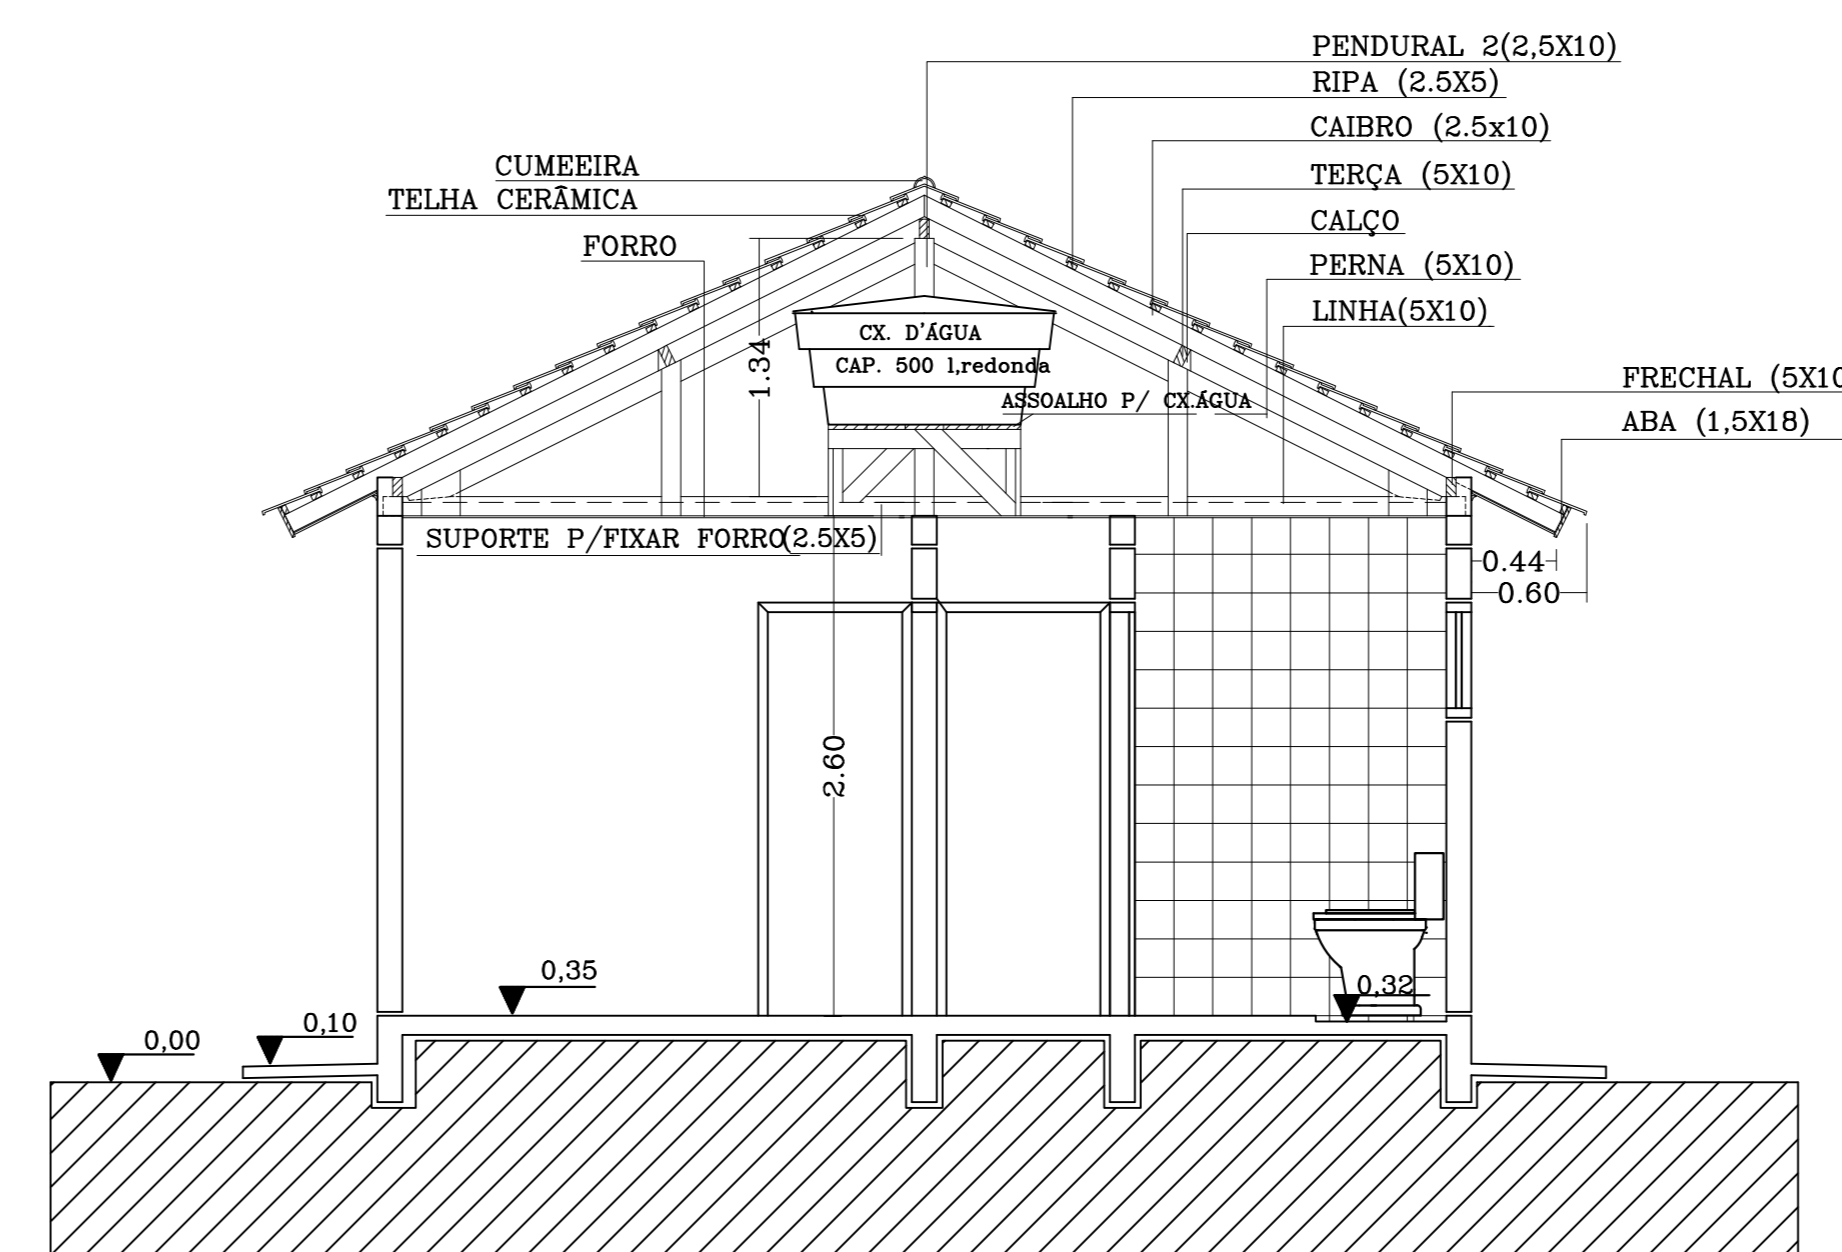 PENDURAL 2(2,5X10)
RIPA (2.5X5)
CAIBRO (2.5x10)
CUMEEIRA
TERÇA (5X10)
TELHA CERÂMICA
CALÇO
FORRO
PERNA (5X10)
LINHA(5X10)
CX. D'ÁGUA
1.34
CAP. 500 l,redonda
FRECHAL (5X10
ASSOALHO P/ CX.ÁGUA
ABA (1,5X18)
SUPORTE P/FIXAR FORRO(2.5X5)
0.44
0.60
2.60
0,35
0,32
0,10
0,00